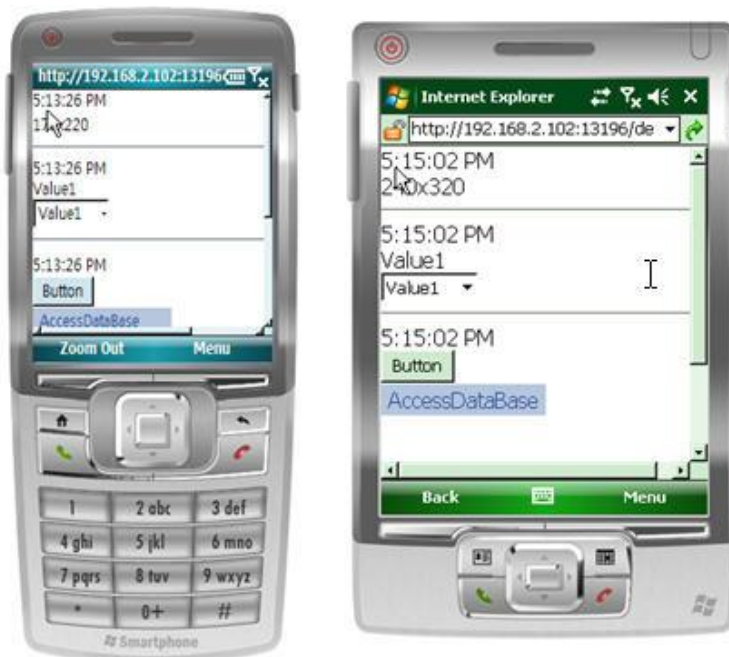 http://192.168.2.102:13196
5:13:26 PM
5:13:26 PM
Value1
Value1
5:13:26 PM
Button
AccessDataBase
Zoom Out Menu
1 2 abc 3 def
4 ghi 5 jkl 6 mno
7 pqrs 8 tuv 9 wxyz
* 0+ #
Smartphone
Internet Explorer
http://192.168.2.102:13196/de
5:15:02 PM
240x320
5:15:02 PM
Value1
Value1
5:15:02 PM
Button
AccessDataBase
Back Menu